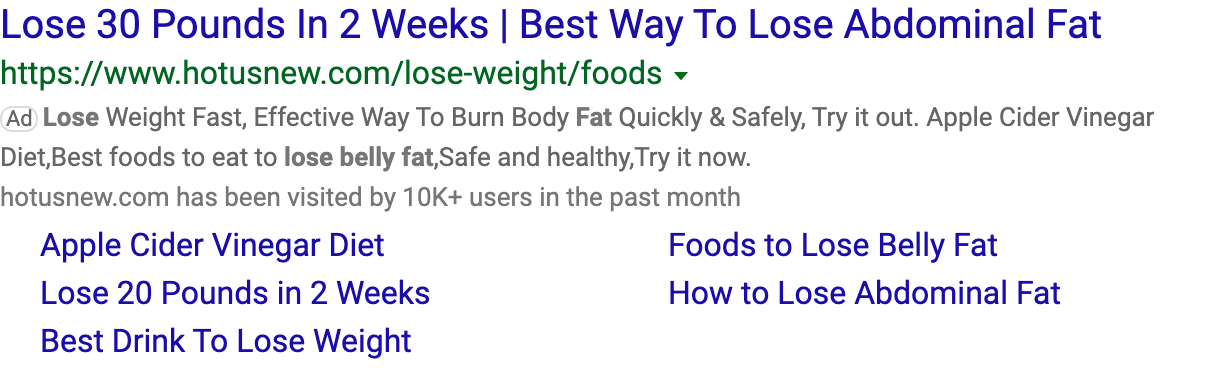 Lose 30 Pounds In 2 Weeks | Best Way To Lose Abdominal Fat
https://www.hotusnew.com/lose-weight/foods
Ad Lose Weight Fast, Effective Way To Burn Body Fat Quickly & Safely, Try it out. Apple Cider Vinegar
Diet,Best foods to eat to lose belly fat,Safe and healthy,Try it now.
hotusnew.com has been visited by 10K+ users in the past month
Apple Cider Vinegar Diet
Foods to Lose Belly Fat
Lose 20 Pounds in 2 Weeks
How to Lose Abdominal Fat
Best Drink To Lose Weight